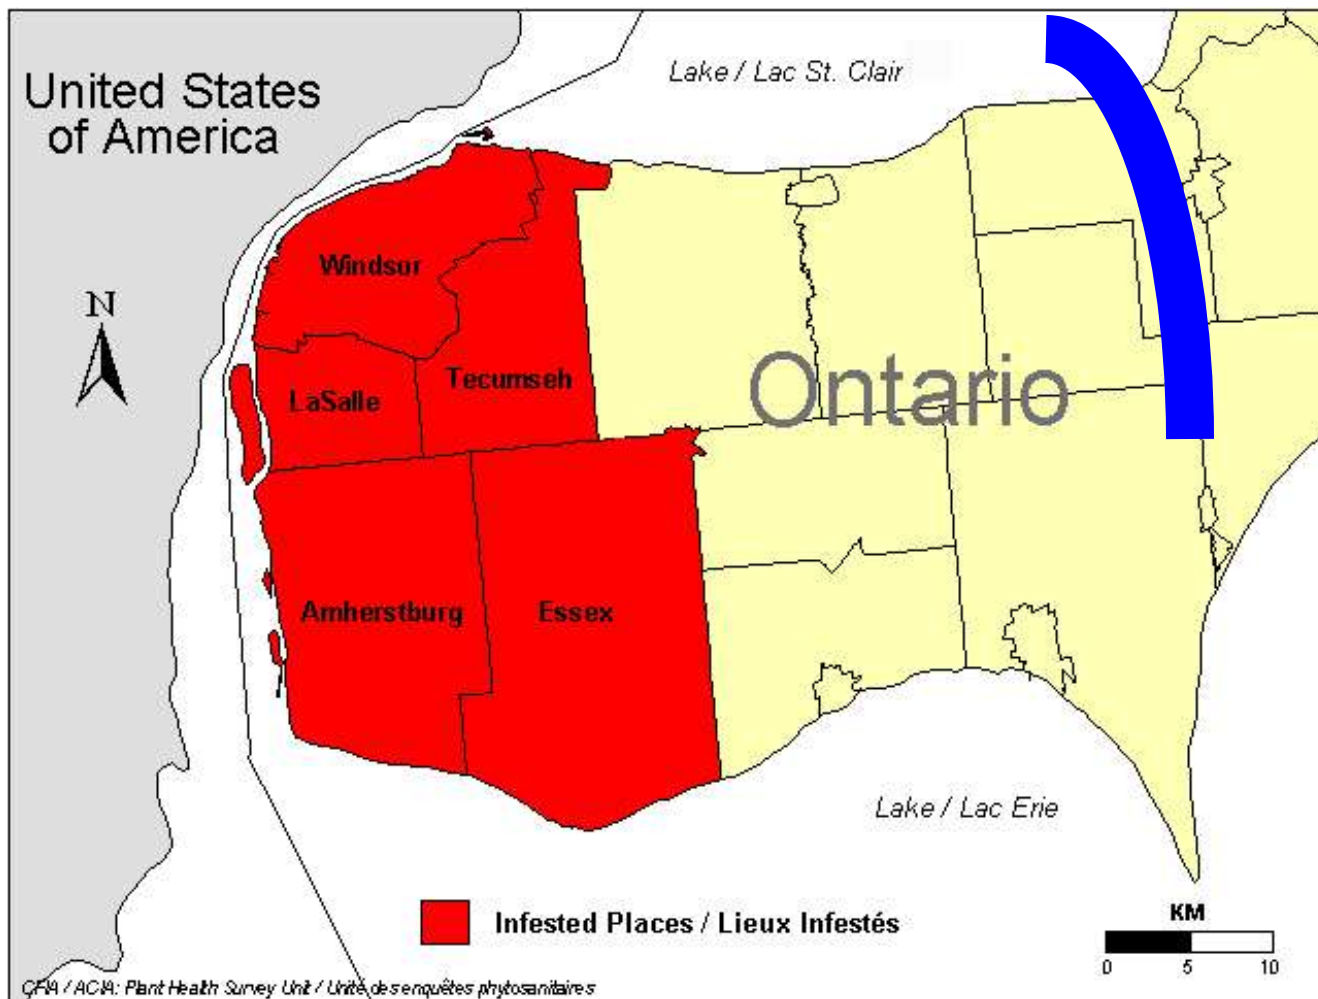 United States
of America
Lake / Lac St. Clair
N
Windsor
Tecumseh
LaSalle
Ontario
Amherstburg
Essex
Lake / Lac Erie
Infested Places / Lieux Infestés
KM
0 5 10
CFIA / ACIA: Plant Health Survey Unit / Unité des enquêtes phytosanitaires